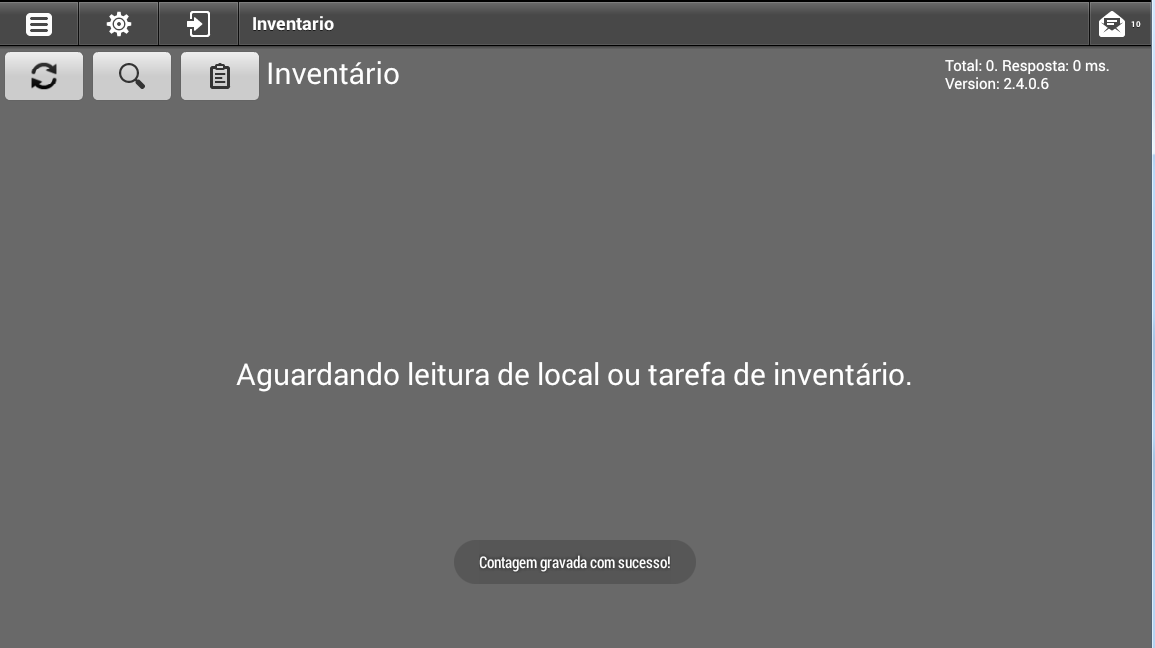 Inventario
10
Inventário
Total: 0. Resposta: 0 ms.
Version: 2.4.0.6
Aguardando leitura de local ou tarefa de inventário.
Contagem gravada com sucesso!